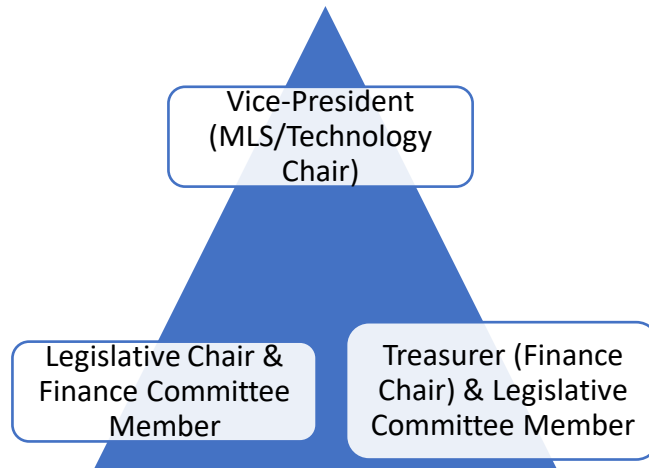 Vice-President
(MLS/Technology
Chair)
Legislative Chair &
Finance Committee
Member
Treasurer (Finance
Chair) & Legislative
Committee Member